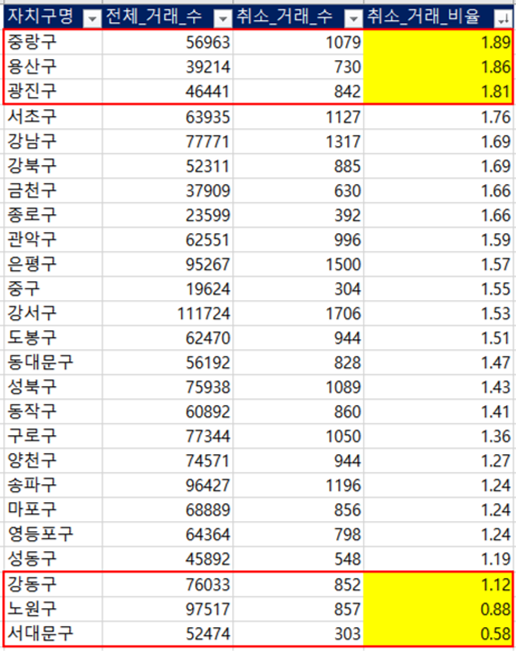 자치구명 전체_거래_수 취소_거래_수 취소_거래_비율
중랑구 56963 1079 1.89
용산구 39214 730 1.86
광진구 46441 842 1.81
서초구 63935 1127 1.76
강남구 77771 1317 1.69
강북구 52311 885 1.69
금천구 37909 630 1.66
종로구 23599 392 1.66
관악구 62551 996 1.59
은평구 95267 1500 1.57
중구 19624 304 1.55
강서구 111724 1706 1.53
도봉구 62470 944 1.51
동대문구 56192 828 1.47
성북구 75938 1089 1.43
동작구 60892 860 1.41
구로구 77344 1050 1.36
양천구 74571 944 1.27
송파구 96427 1196 1.24
마포구 68889 856 1.24
영등포구 64364 798 1.24
성동구 45892 548 1.19
강동구 76033 852 1.12
노원구 97517 857 0.88
서대문구 52474 303 0.58